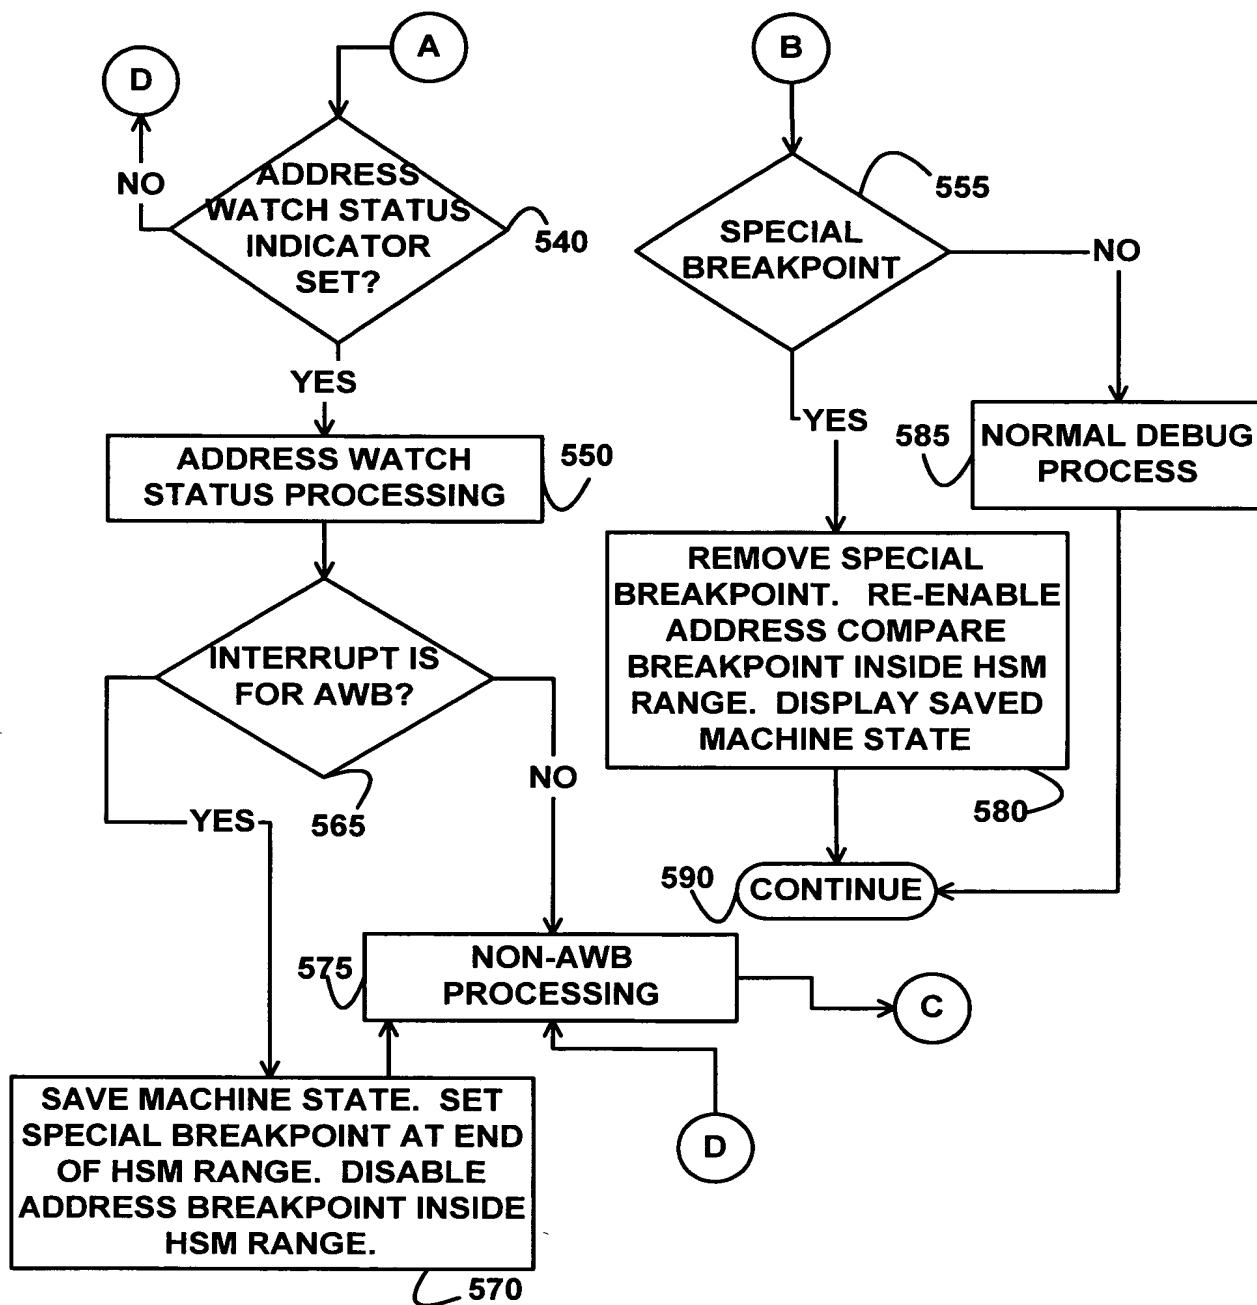 A
D
ADDRESS
WATCH STATUS
INDICATOR
SET?
NO
540
YES
ADDRESS WATCH
STATUS PROCESSING
550
INTERRUPT IS
FOR AWB?
565
YES
NO
575
NON-AWB
PROCESSING
C
D
SAVE MACHINE STATE. SET
SPECIAL BREAKPOINT AT END
OF HSM RANGE. DISABLE
ADDRESS BREAKPOINT INSIDE
HSM RANGE.
570
B
SPECIAL
BREAKPOINT
555
NO
YES
585
NORMAL DEBUG
PROCESS
REMOVE SPECIAL
BREAKPOINT. RE-ENABLE
ADDRESS COMPARE
BREAKPOINT INSIDE HSM
RANGE. DISPLAY SAVED
MACHINE STATE
580
590
CONTINUE